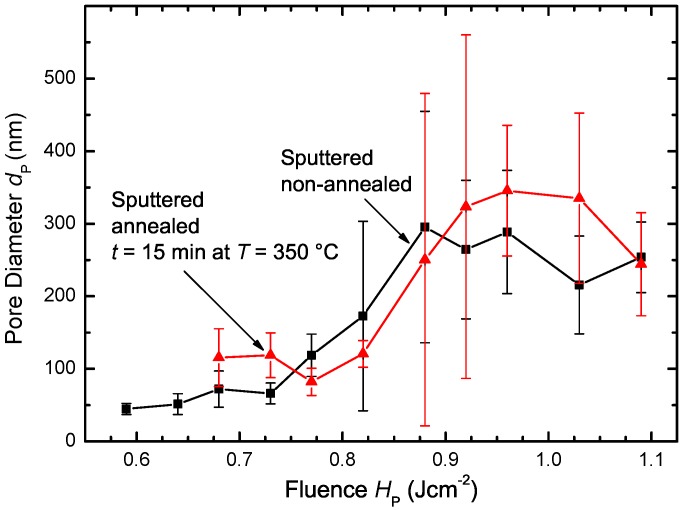 500
400
300
200
100
0
Pore Diameter dP (nm)
Sputtered
non-annealed
Sputtered
annealed
t = 15 min at T = 350 °C
0.6 0.7 0.8 0.9 1.0 1.1
Fluence HP (Jcm-2)